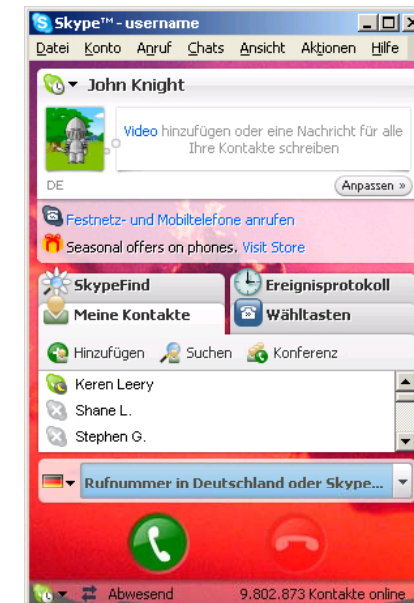 Skype™ - username
Datei Konto Anruf Chats Ansicht Aktionen Hilfe
John Knight
Video hinzufügen oder eine Nachricht für alle
Ihre Kontakte schreiben
DE
Anpassen »
Festnetz- und Mobiltelefone anrufen
Seasonal offers on phones. Visit Store
SkypeFind Ereignisprotokoll
Meine Kontakte Wähltasten
Hinzufügen Suchen Konferenz
Keren Leery
Shane L.
Stephen G.
Rufnummer in Deutschland oder Skype...
Abwesend 9.802.873 Kontakte online